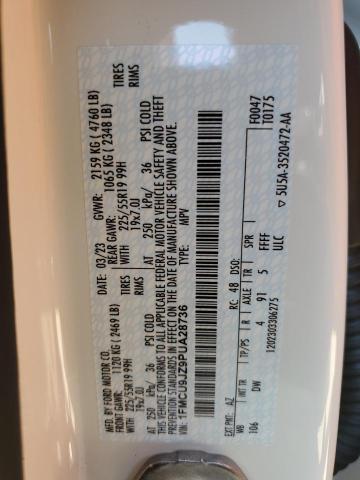 MFD. BY FORD MOTOR CO.
DATE: 03/23 GVWR: 2159 KG ( 4760 LB)
FRONT GAWR: 1120 KG ( 2469 LB) REAR GAWR: 1065 KG ( 2348 LB)
WITH 225/55R19 99H WITH 225/55R19 99H TIRES
19x7.0J 19x7.0J RIMS
AT 250 kPa/ 36 PSI COLD AT 250 kPa/ 36 PSI COLD
THIS VEHICLE CONFORMS TO ALL APPLICABLE FEDERAL MOTOR VEHICLE SAFETY AND THEFT
PREVENTION STANDARDS IN EFFECT ON THE DATE OF MANUFACTURE SHOWN ABOVE.
VIN: 1FMCU9JZ9PUA28736 TYPE: MPV
F0047
T0175
EXT PNT: AZ RC: 48 DSO:
WB INT TR TP/PS R AXLE TR SPR
106 DW 4 91 5 FFFF
1202303306275 ULC
▽ 5U5A-3520472-AA